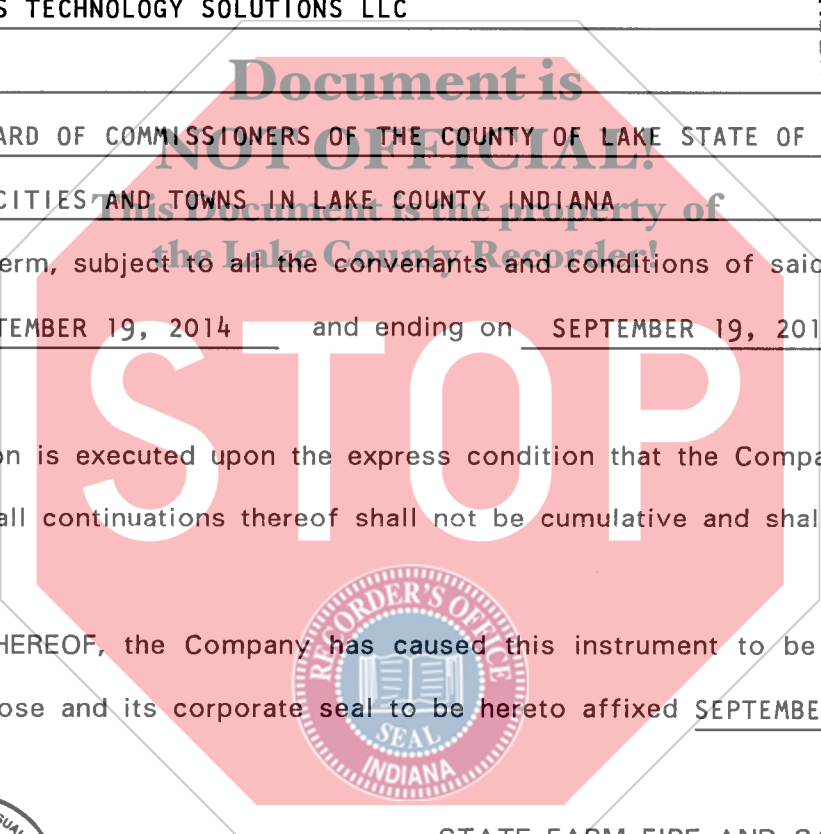 S TECHNOLOGY SOLUTIONS LLC
Document is
ARD OF COMMISSIONERS OF THE COUNTY OF LAKE STATE OF
NOT OFFICIAL!
CITIES AND TOWNS IN LAKE COUNTY INDIANA
This Document is the property of
the Lake County Recorder!
erm, subject to all the convenants and conditions of said
TEMBER 19, 2014 and ending on SEPTEMBER 19, 201
STOP
on is executed upon the express condition that the Compa
all continuations thereof shall not be cumulative and shal
RECORDER'S OFFICE
HEREOF, the Company has caused this instrument to be
ose and its corporate seal to be hereto affixed SEPTEMBE
SEAL
INDIANA
SUAL
STATE FARM FIRE AND CA